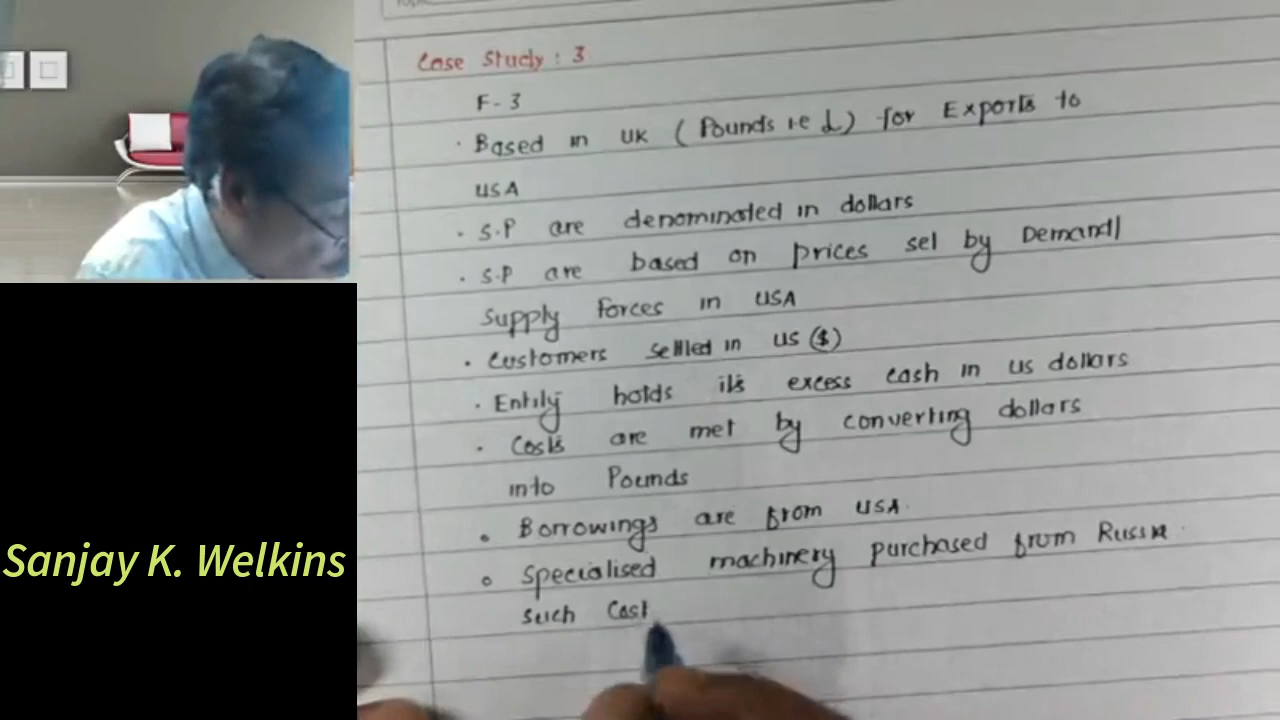 Case Study : 3
F-3
· Based in UK ( Pounds i.e £ ) for Exports to
USA
· S.P are denominated in dollars
· S.P are based on prices set by Demand/
Supply forces in USA
· Customers settled in US ($)
· Entity holds its excess cash in us dollars
· Costs are met by converting dollars
into Pounds
• Borrowings are from USA.
• Specialised machinery purchased from Russia.
Such Cost
Sanjay K. Welkins